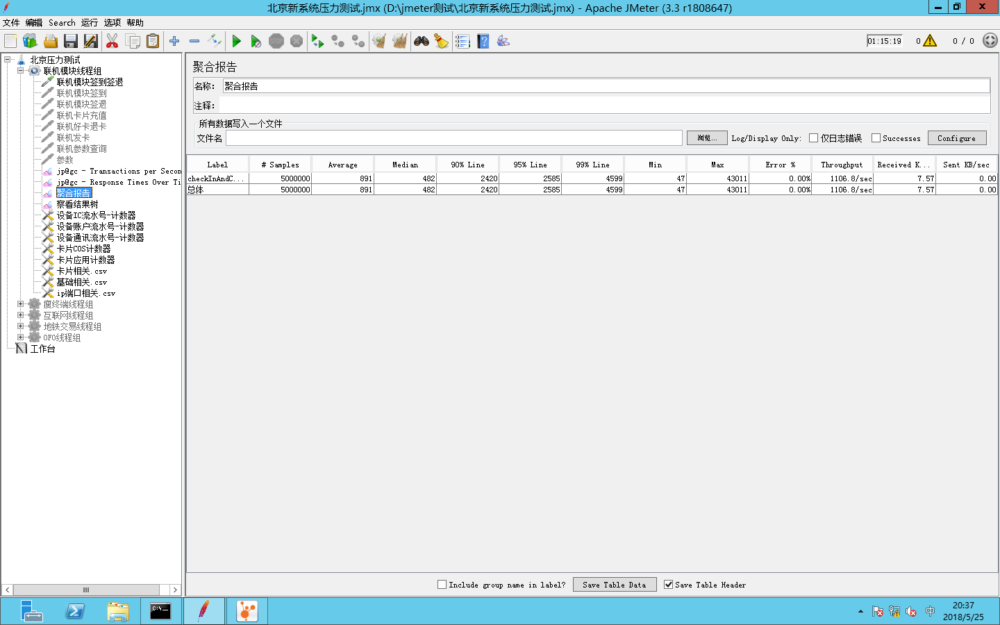 北京新系统压力测试.jmx (D:\jmeter测试\北京新系统压力测试.jmx) - Apache JMeter (3.3 r1808647)
文件 编辑 Search 运行 选项 帮助
01:15:19 0 0 / 0
北京压力测试
联机模块线程组
联机模块签到签退
联机模块签到
联机模块签退
联机卡片充值
联机好卡退卡
联机发卡
联机参数查询
参数
jp@gc - Transactions per Secon
jp@gc - Response Times Over Ti
聚合报告
察看结果树
设备IC流水号-计数器
设备账户流水号-计数器
设备通讯流水号-计数器
卡片COS计数器
卡片应用计数器
卡片相关.csv
基础相关.csv
ip端口相关.csv
瘦终端线程组
互联网线程组
地铁交易线程组
OFO线程组
工作台
聚合报告
名称: 聚合报告
注释:
所有数据写入一个文件
文件名 浏览... Log/Display Only: 仅日志错误 Successes Configure
Label # Samples Average Median 90% Line 95% Line 99% Line Min Max Error % Throughput Received K... Sent KB/sec
checkInAndC... 5000000 891 482 2420 2585 4599 47 43011 0.00% 1106.8/sec 7.57 0.00
总体 5000000 891 482 2420 2585 4599 47 43011 0.00% 1106.8/sec 7.57 0.00
Include group name in label? Save Table Data Save Table Header
C:\_
中
20:37
2018/5/25